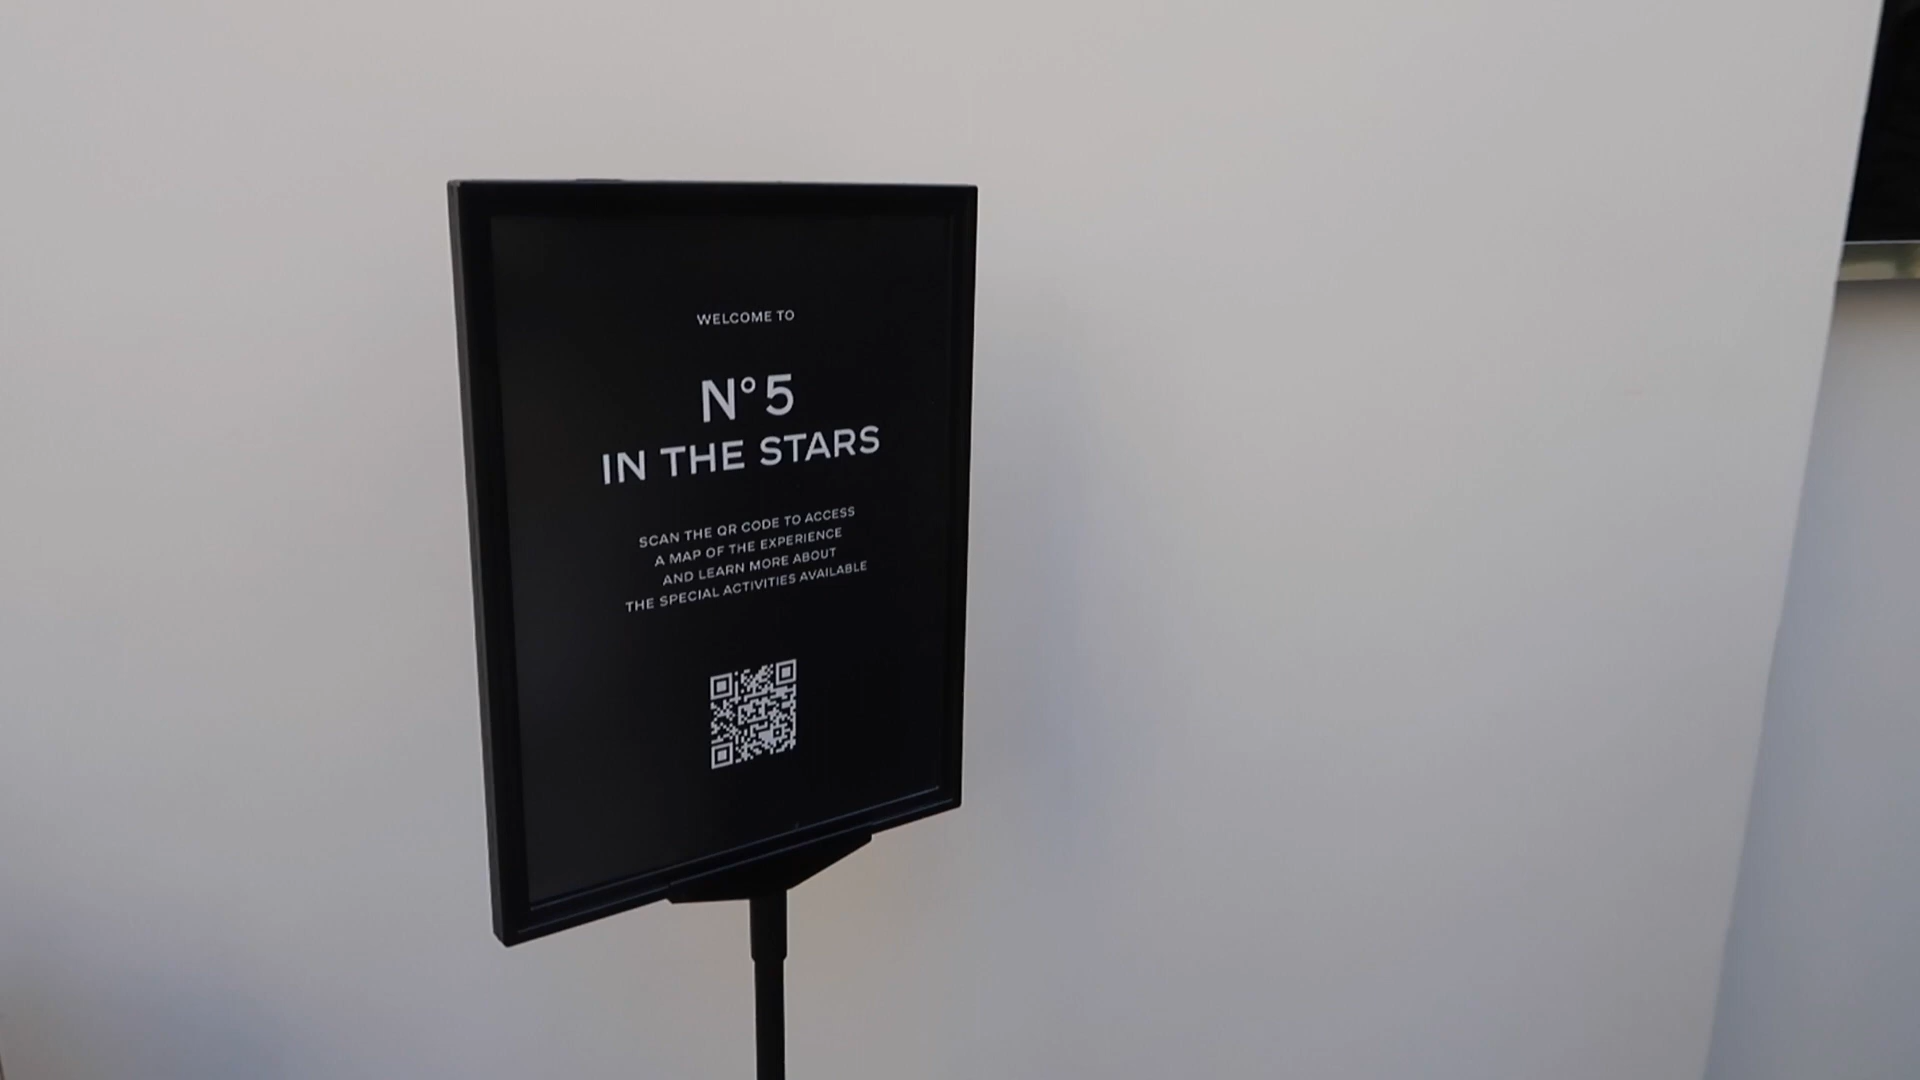 WELCOME TO
N°5
IN THE STARS
SCAN THE QR CODE TO ACCESS
A MAP OF THE EXPERIENCE
AND LEARN MORE ABOUT
THE SPECIAL ACTIVITIES AVAILABLE